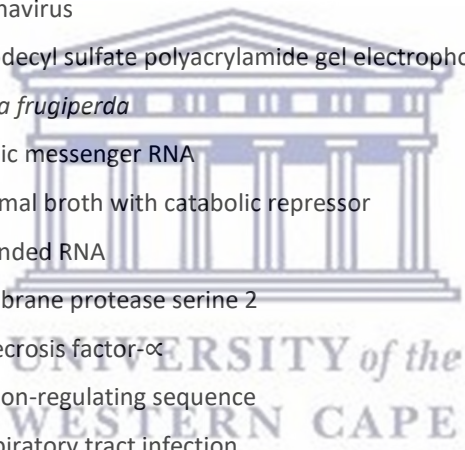 navirus
decyl sulfate polyacrylamide gel electropho
a frugiperda
ic messenger RNA
mal broth with catabolic repressor
nded RNA
brane protease serine 2
ecrosis factor-∝
UNIVERSITY of the
on-regulating sequence
WESTERN CAPE
piratory tract infection